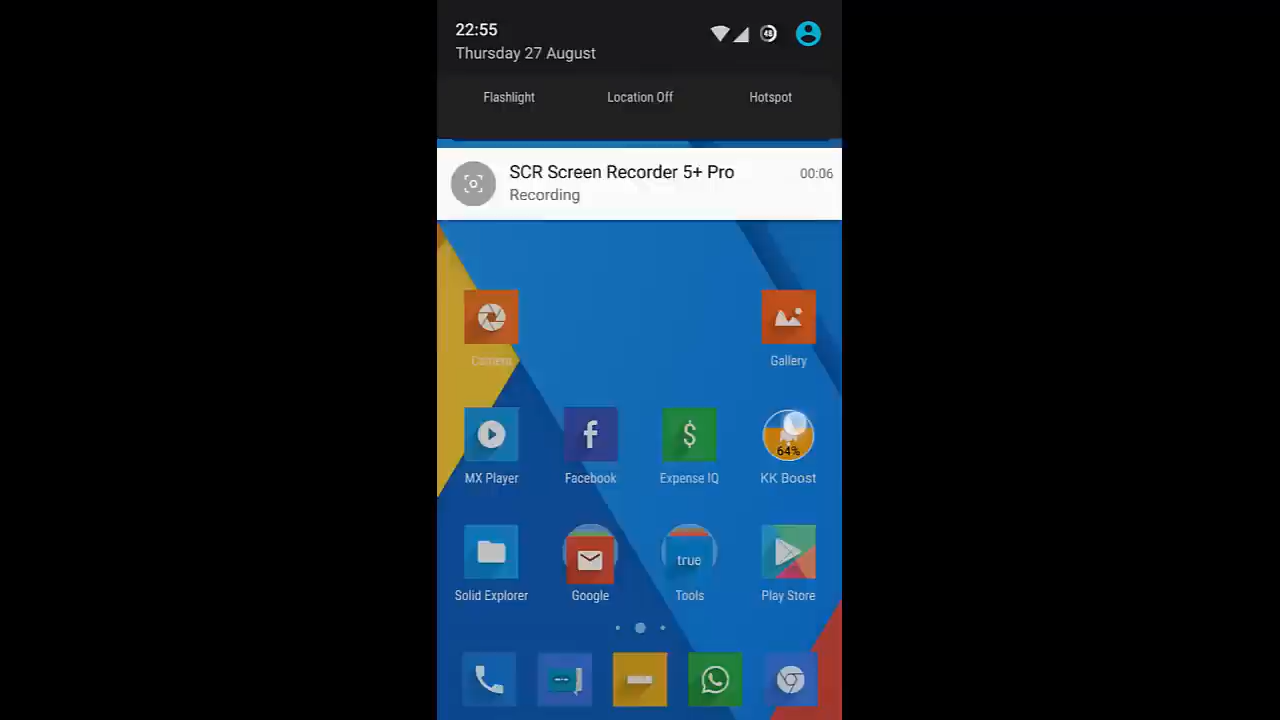 22:55
48
Thursday 27 August
Flashlight Location Off Hotspot
SCR Screen Recorder 5+ Pro 00:06
Recording
Camera Gallery
64%
MX Player Facebook Expense IQ KK Boost
true
Solid Explorer Google Tools Play Store